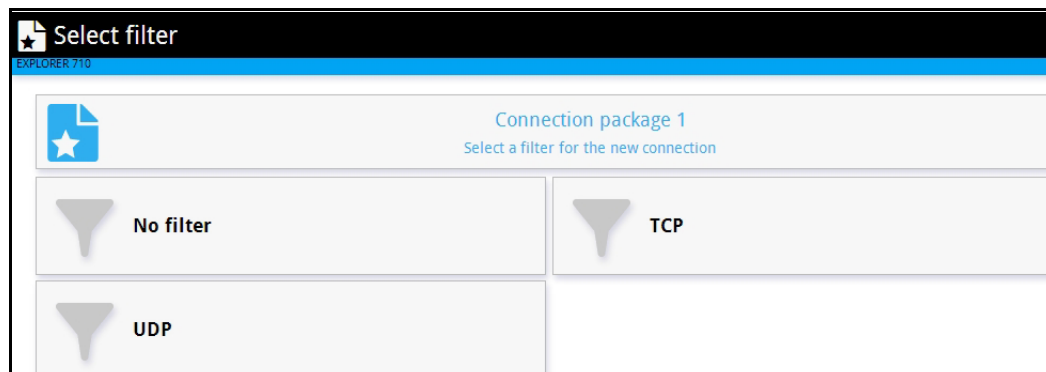 Select filter
EXPLORER 710
Connection package 1
Select a filter for the new connection
No filter
TCP
UDP